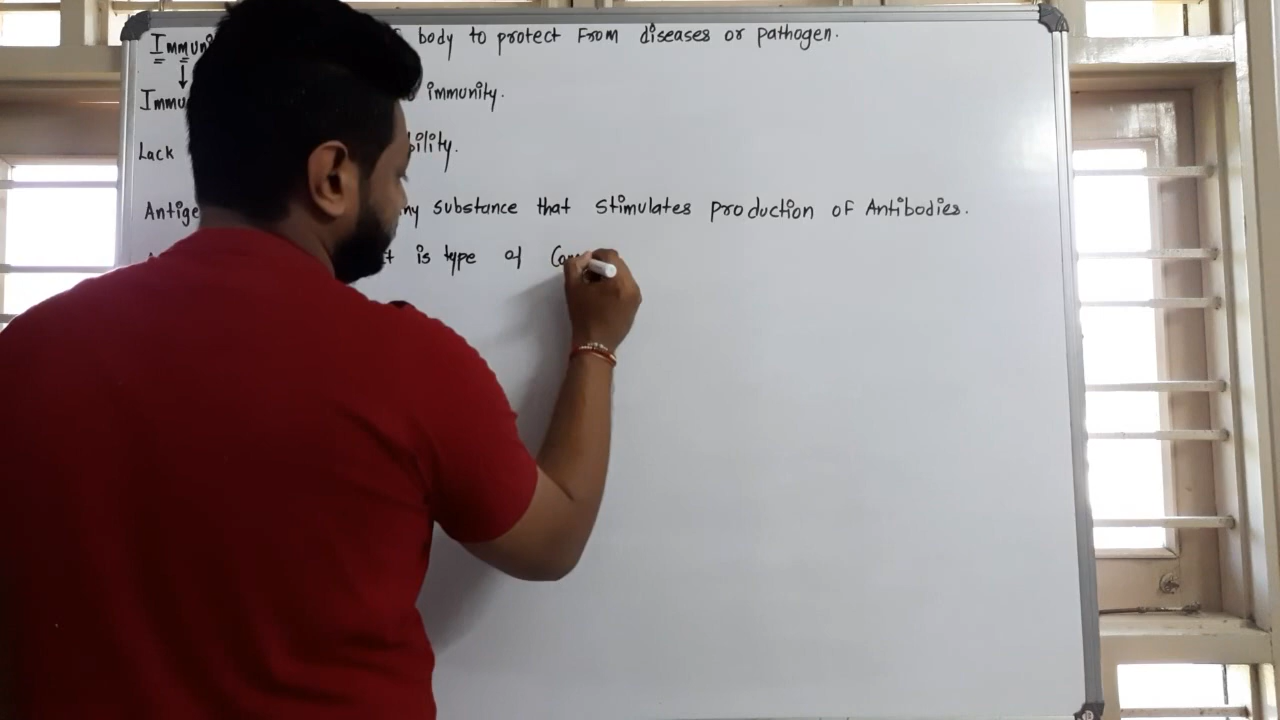 Immuni body to protect From diseases or pathogen.
Immu immunity.
Lack bility.
Antige ny substance that stimulates production of Antibodies.
t is type of